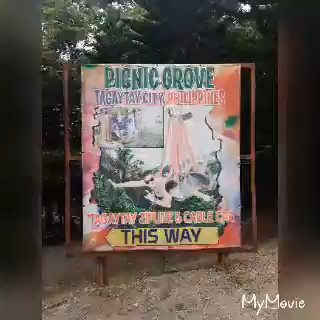 PICNIC GROVE
TAGAYTAY CITY, PHILIPPINES
TAGAYTAY ZIPLINE & CABLE CAR
THIS WAY
MyMovie